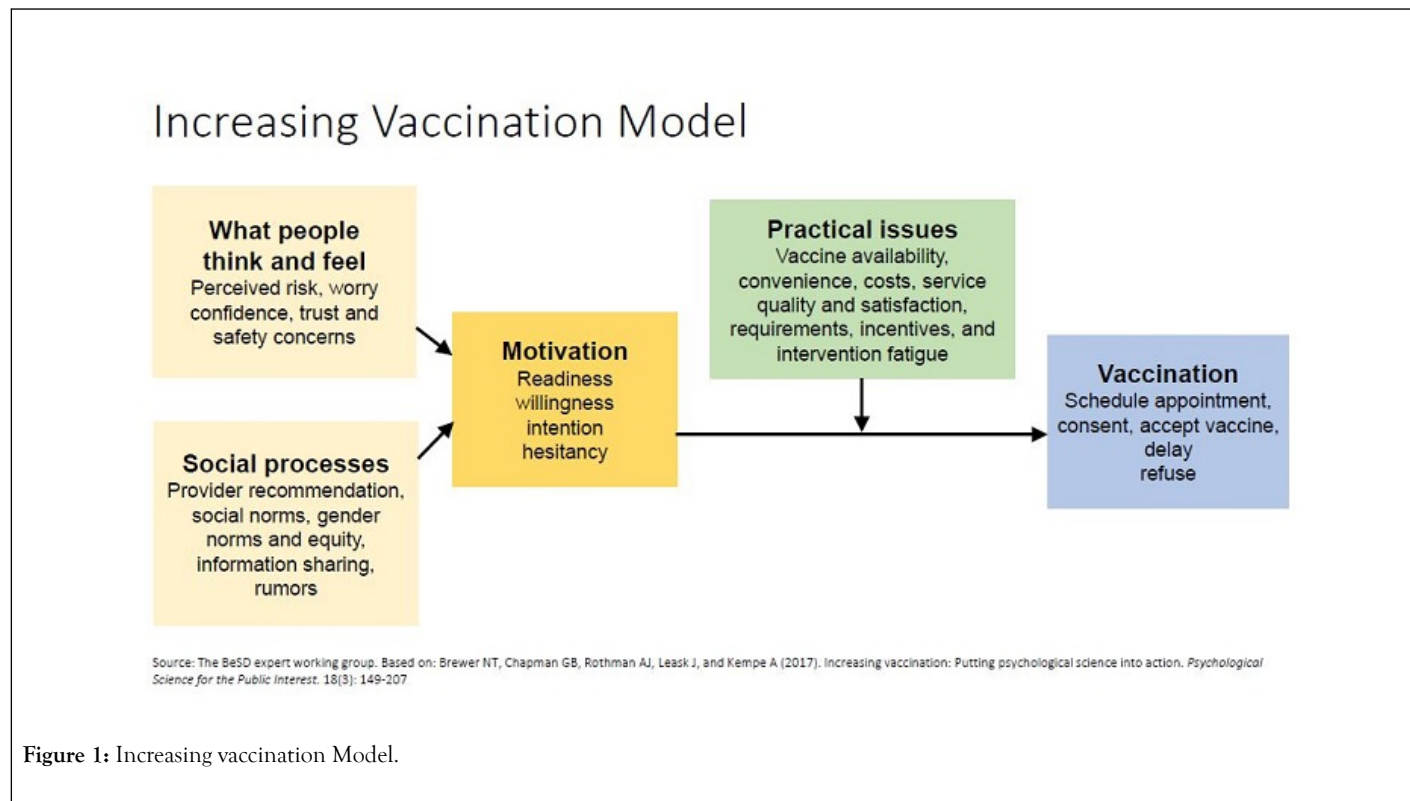 Increasing Vaccination Model
What people
think and feel
Perceived risk, worry
confidence, trust and
safety concerns
Social processes
Provider recommendation,
social norms, gender
norms and equity,
information sharing,
rumors
Motivation
Readiness
willingness
intention
hesitancy
Practical issues
Vaccine availability,
convenience, costs, service
quality and satisfaction,
requirements, incentives, and
intervention fatigue
Vaccination
Schedule appointment,
consent, accept vaccine,
delay
refuse
Source: The BeSD expert working group. Based on: Brewer NT, Chapman GB, Rothman AJ, Leask J, and Kempe A (2017). Increasing vaccination: Putting psychological science into action. Psychological
Science for the Public Interest. 18(3): 149-207
Figure 1: Increasing vaccination Model.